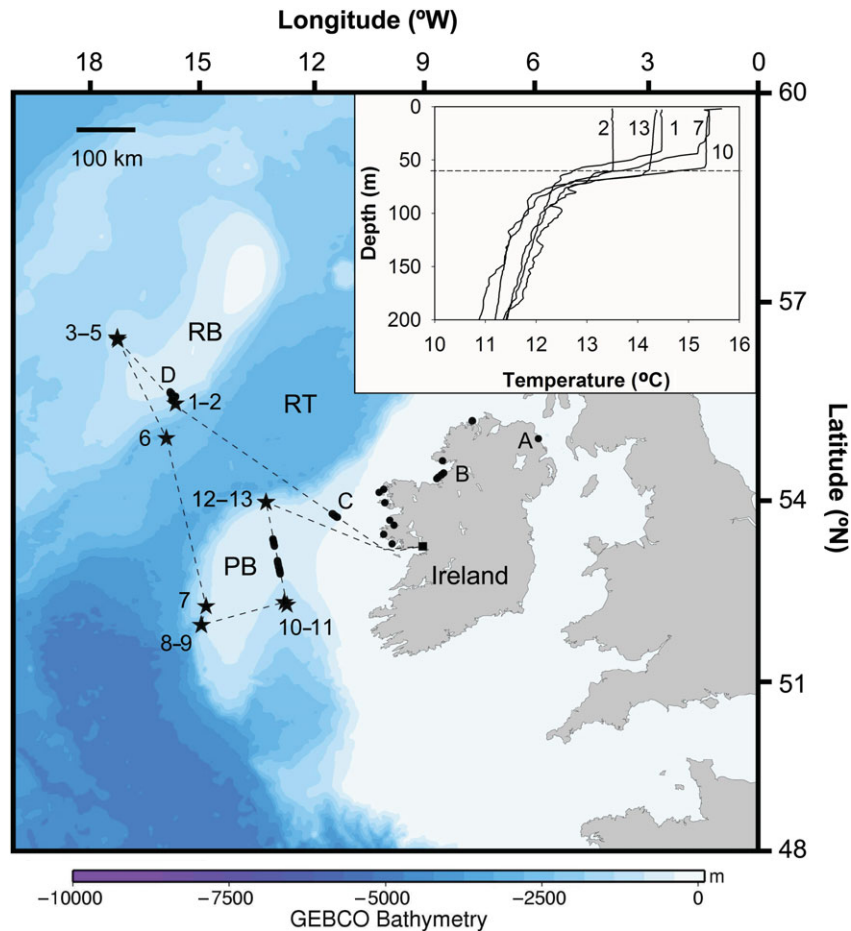 Longitude (ºW)
18 15 12 9 6 3 0
60
57
54
51
48
Latitude (ºN)
100 km
0
50
100
150
200
Depth (m)
2 13 1 7
10
10 11 12 13 14 15 16
Temperature (ºC)
3–5
RB
D
1–2
RT
6
A
B
12–13
C
PB
Ireland
7
8–9
10–11
m
−10000 −7500 −5000 −2500 0
GEBCO Bathymetry